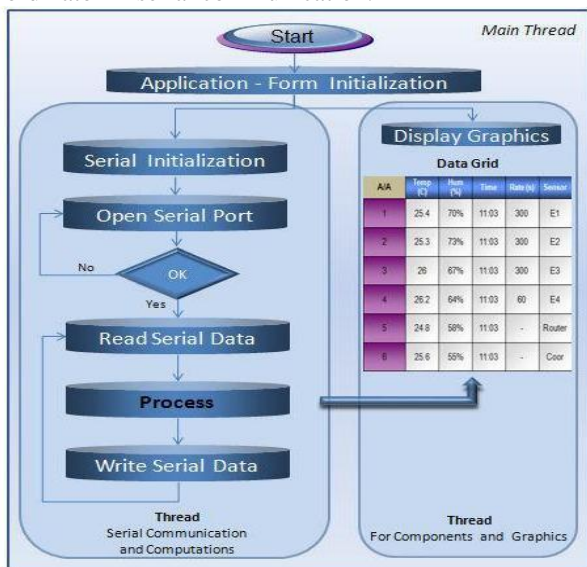 Start
Main Thread
Application - Form Initialization
Serial Initialization
Open Serial Port
No
OK
Yes
Read Serial Data
Process
Write Serial Data
Thread
Serial Communication
and Computations
Display Graphics
Data Grid
A/A Temp (C) Hum (%) Time Rate (s) Sensor
1 25.4 70% 11:03 300 E1
2 25.3 73% 11:03 300 E2
3 26 67% 11:03 300 E3
4 26.2 64% 11:03 60 E4
5 24.8 58% 11:03 - Router
6 25.6 55% 11:03 - Coor
Thread
For Components and Graphics